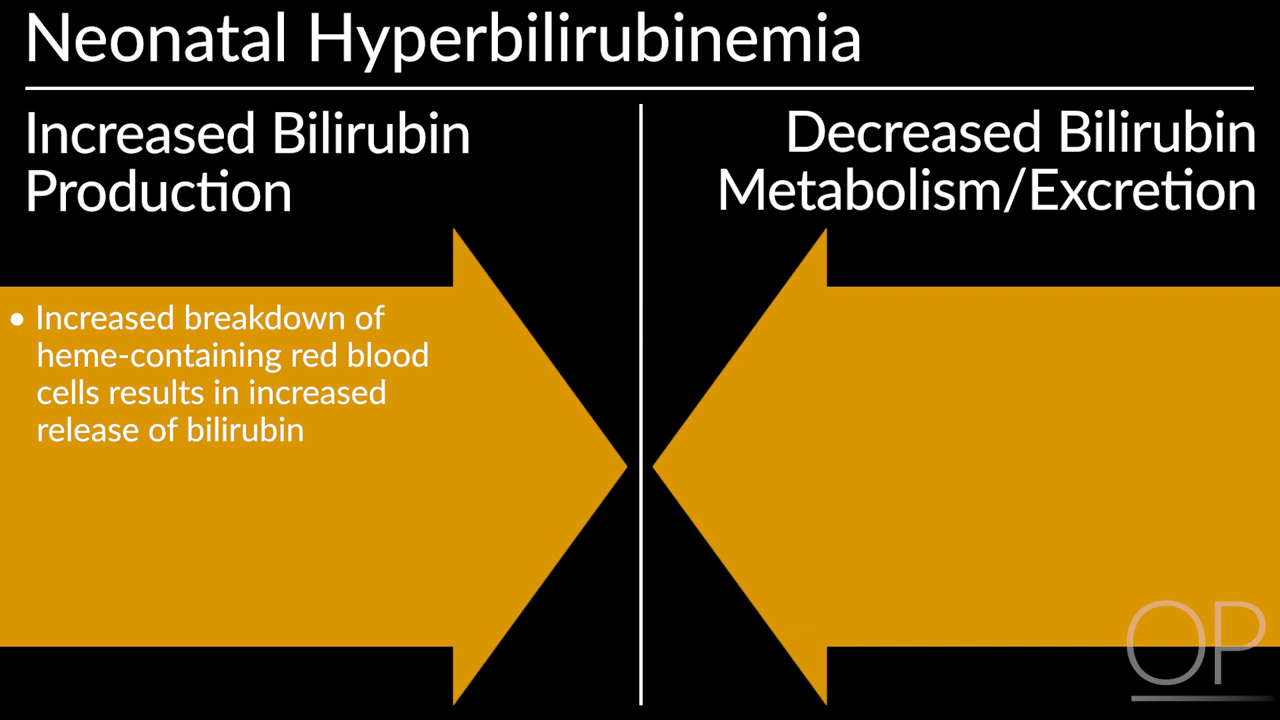 Neonatal Hyperbilirubinemia
Increased Bilirubin
Production
Decreased Bilirubin
Metabolism/Excretion
• Increased breakdown of
heme-containing red blood
cells results in increased
release of bilirubin
OP